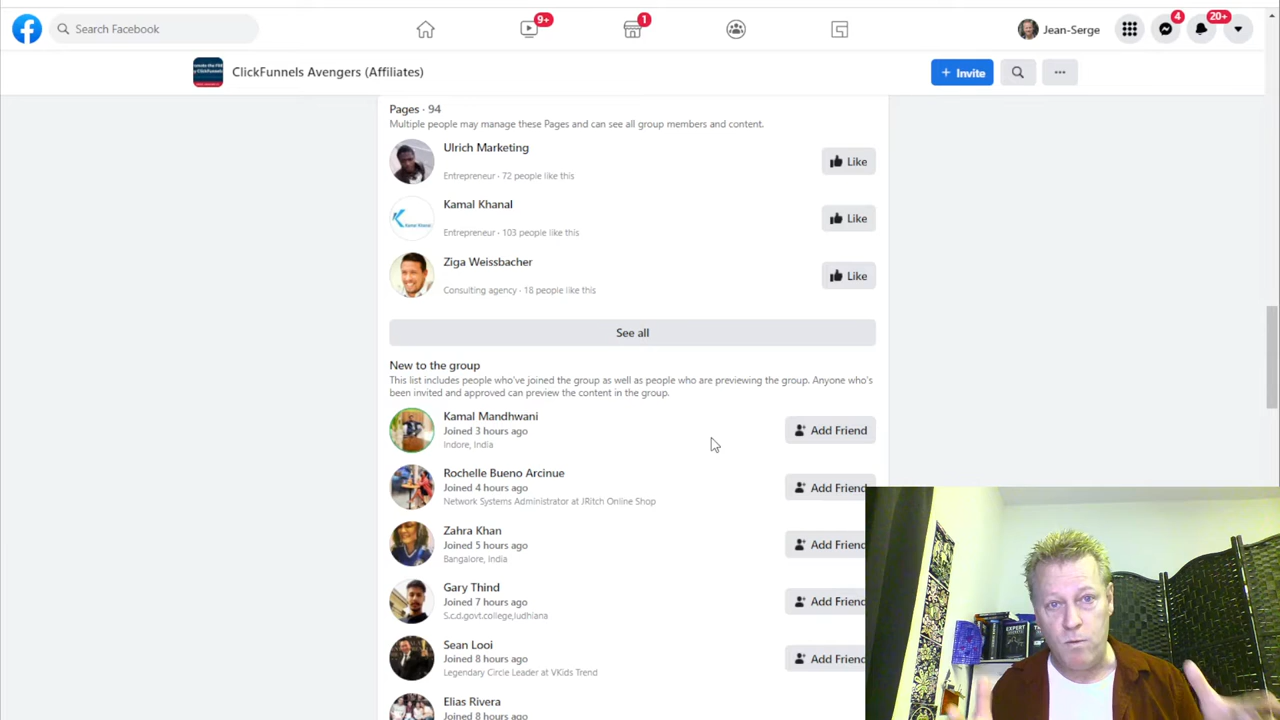 Search Facebook
9+
1
Jean-Serge
4
20+
ClickFunnels Avengers (Affiliates)
+ Invite
Pages · 94
Multiple people may manage these Pages and can see all group members and content.
Ulrich Marketing
Entrepreneur · 72 people like this
Like
Kamal Khanal
Entrepreneur · 103 people like this
Like
Ziga Weissbacher
Consulting agency · 18 people like this
Like
See all
New to the group
This list includes people who've joined the group as well as people who are previewing the group. Anyone who's
been invited and approved can preview the content in the group.
Kamal Mandhwani
Joined 3 hours ago
Indore, India
Add Friend
Rochelle Bueno Arcinue
Joined 4 hours ago
Network Systems Administrator at JRitch Online Shop
Add Friend
Zahra Khan
Joined 5 hours ago
Bangalore, India
Add Friend
Gary Thind
Joined 7 hours ago
S.c.d.govt.college,ludhiana
Add Friend
Sean Looi
Joined 8 hours ago
Legendary Circle Leader at VKids Trend
Add Friend
Elias Rivera
Joined 8 hours ago
EXPERT